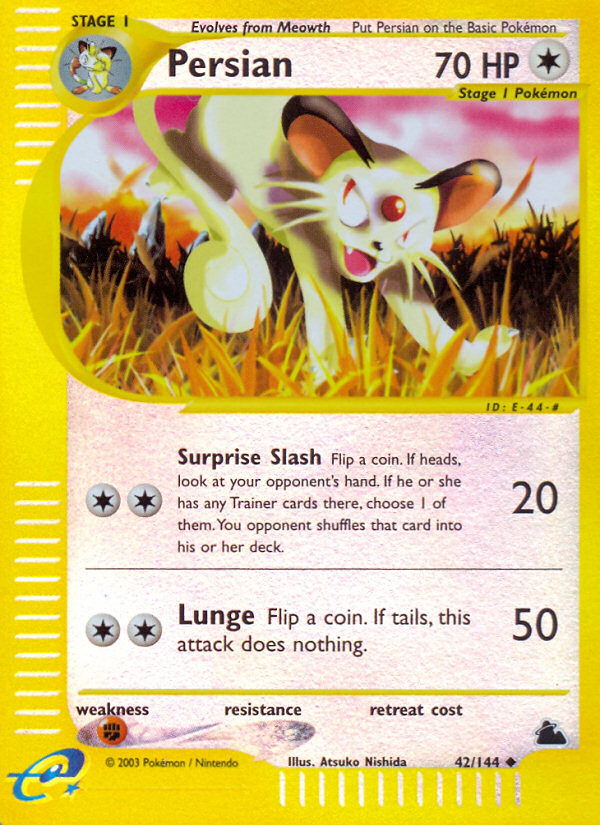 STAGE 1
Evolves from Meowth Put Persian on the Basic Pokémon
Persian 70 HP
Stage 1 Pokémon
ID: E-44-#
Surprise Slash Flip a coin. If heads,
look at your opponent's hand. If he or she
has any Trainer cards there, choose 1 of
them. You opponent shuffles that card into
his or her deck.
20
Lunge Flip a coin. If tails, this
attack does nothing.
50
weakness resistance retreat cost
© 2003 Pokémon / Nintendo Illus. Atsuko Nishida 42/144
e